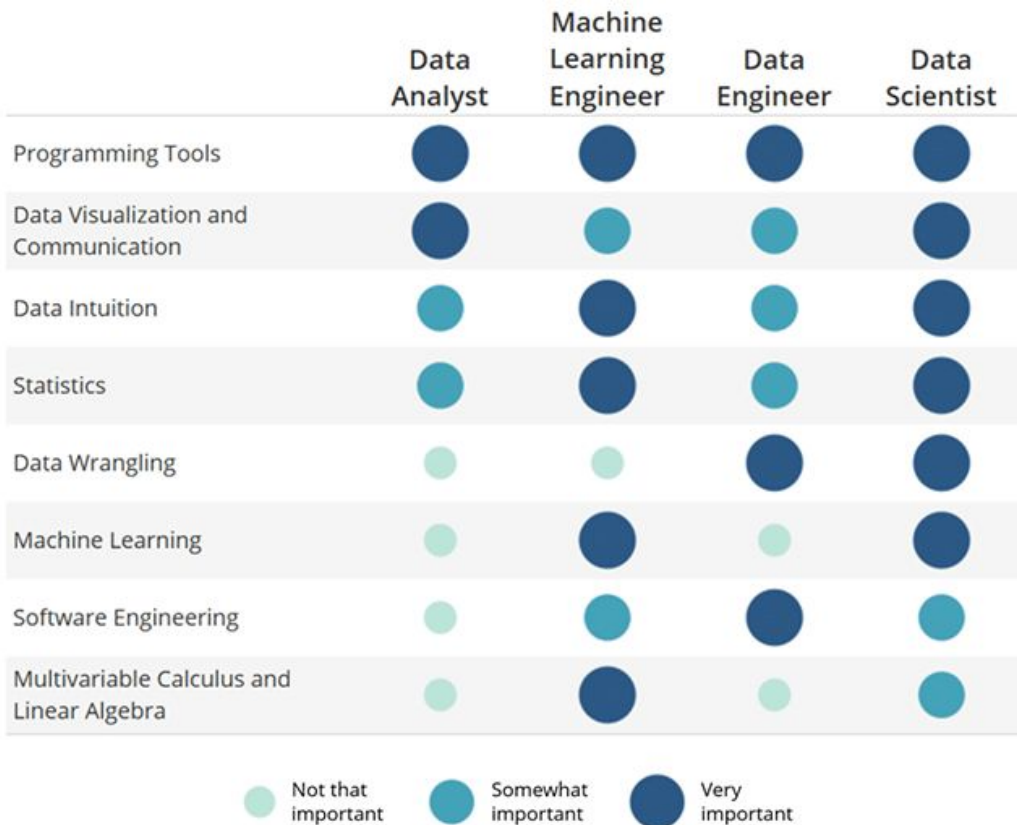 Data
Analyst
Machine
Learning
Engineer
Data
Engineer
Data
Scientist
Programming Tools
Data Visualization and
Communication
Data Intuition
Statistics
Data Wrangling
Machine Learning
Software Engineering
Multivariable Calculus and
Linear Algebra
Not that
important
Somewhat
important
Very
important